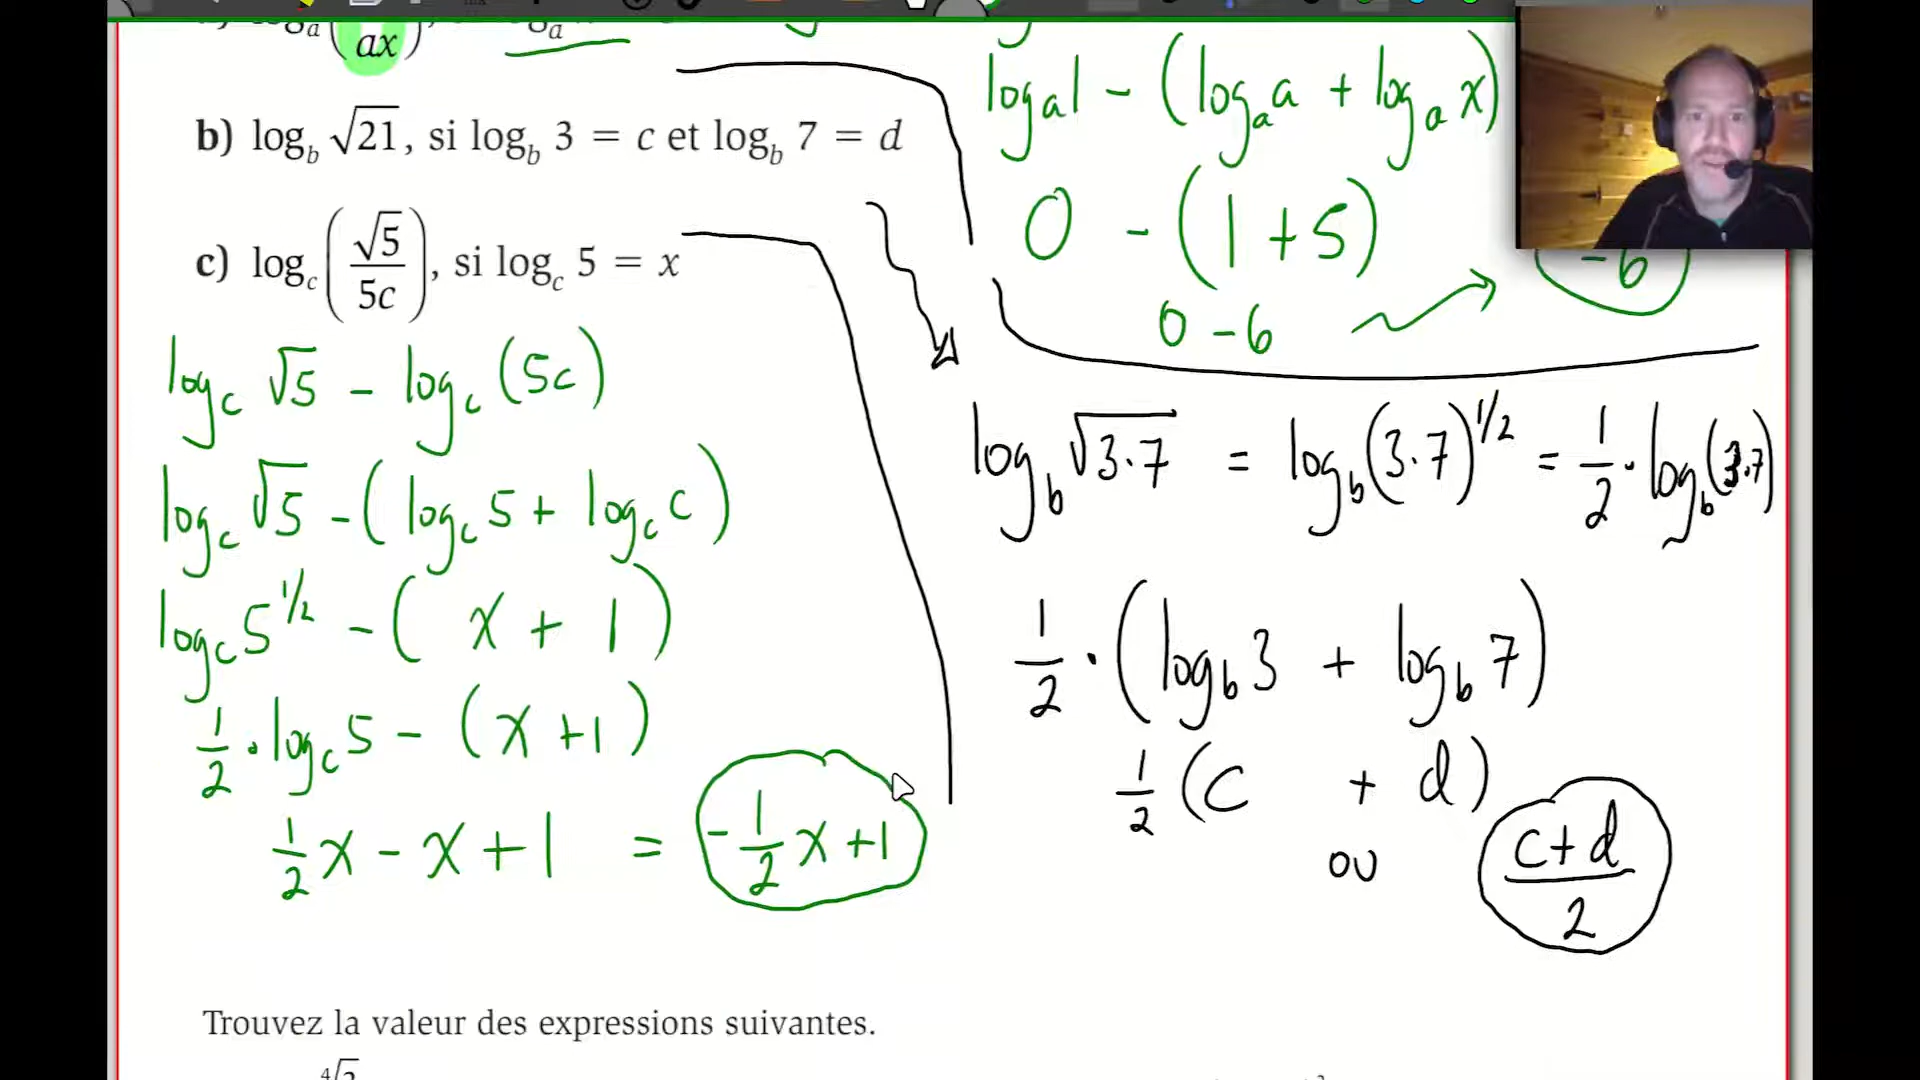 log_a (ax)
b) log_b √21, si log_b 3 = c et log_b 7 = d
c) log_c (√5/5c), si log_c 5 = x
log_c √5 - log_c (5c)
log_c √5 - (log_c 5 + log_c c)
log_c 5^1/2 - ( x + 1 )
1/2 · log_c 5 - (x + 1)
1/2 x - x + 1 = -1/2 x + 1
log_a 1 - (log_a a + log_a x)
0 - (1 + 5)
-6
0 - 6
log_b √3·7 = log_b (3·7)^1/2 = 1/2 · log_b (3·7)
1/2 · (log_b 3 + log_b 7)
1/2 (c + d)
ou c+d/2
Trouvez la valeur des expressions suivantes.